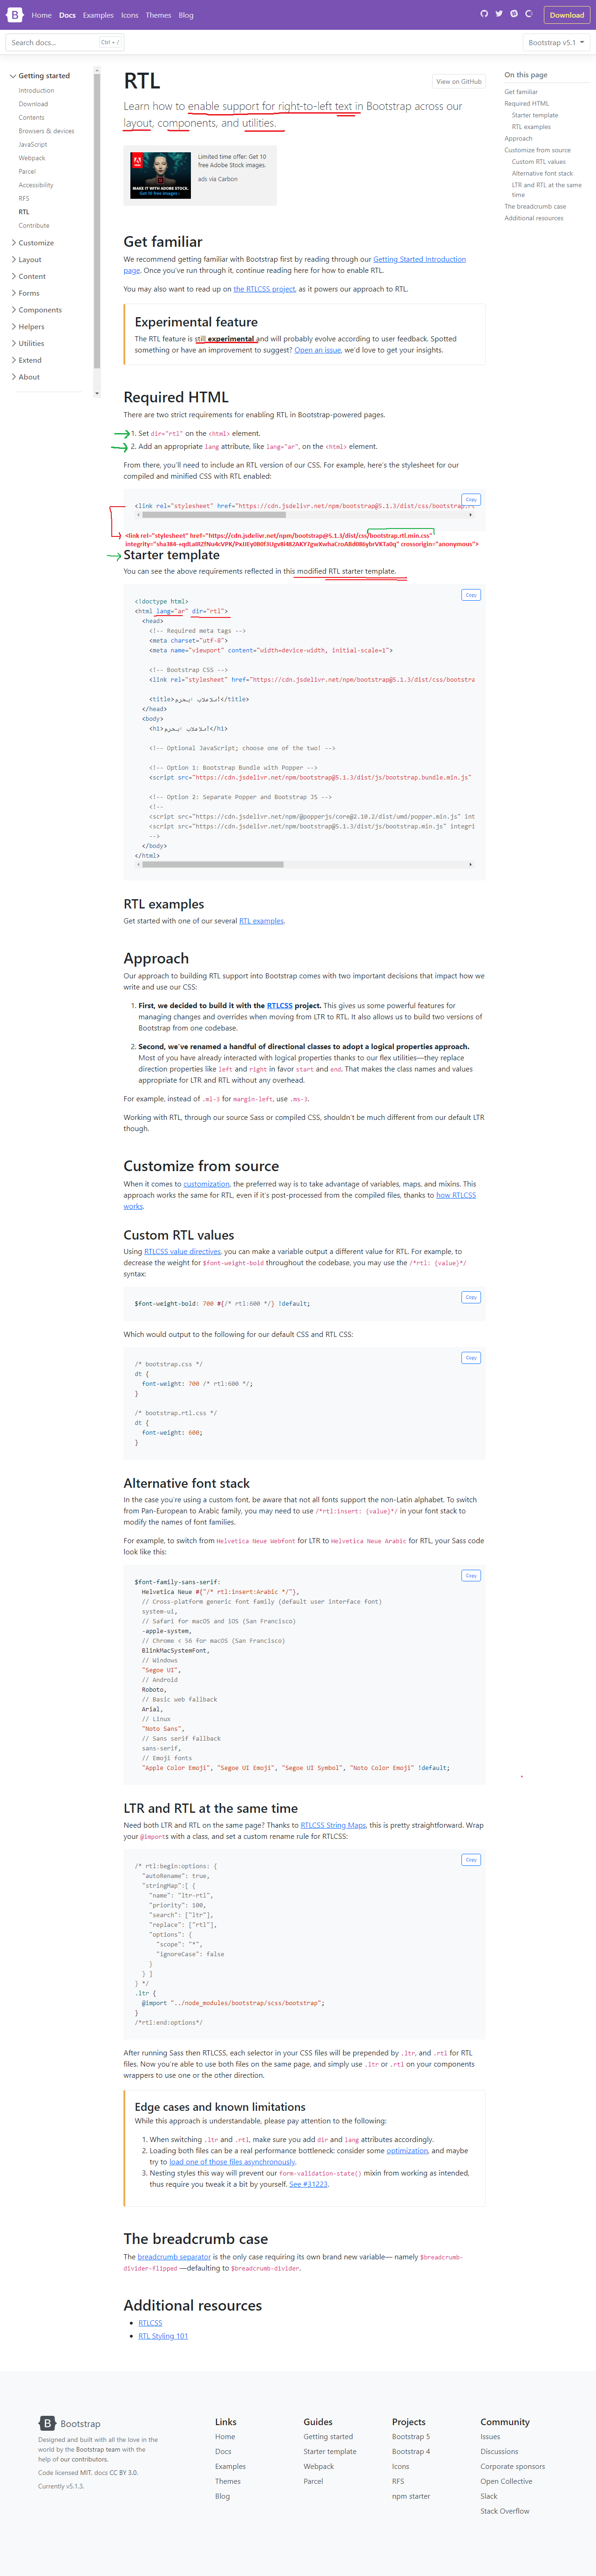 B Home Docs Examples Icons Themes Blog Download
Search docs... Ctrl + / Bootstrap v5.1
Getting started
Introduction
Download
Contents
Browsers & devices
JavaScript
Webpack
Parcel
Accessibility
RFS
RTL
Contribute
Customize
Layout
Content
Forms
Components
Helpers
Utilities
Extend
About
RTL
View on GitHub
Learn how to enable support for right-to-left text in Bootstrap across our
layout, components, and utilities.
Adobe
MAKE IT WITH ADOBE STOCK.
Get 10 free images ›
Limited time offer: Get 10
free Adobe Stock images.
ads via Carbon
On this page
Get familiar
Required HTML
Starter template
RTL examples
Approach
Customize from source
Custom RTL values
Alternative font stack
LTR and RTL at the same
time
The breadcrumb case
Additional resources
Get familiar
We recommend getting familiar with Bootstrap first by reading through our Getting Started Introduction
page. Once you've run through it, continue reading here for how to enable RTL.
You may also want to read up on the RTLCSS project, as it powers our approach to RTL.
Experimental feature
The RTL feature is still experimental and will probably evolve according to user feedback. Spotted
something or have an improvement to suggest? Open an issue, we'd love to get your insights.
Required HTML
There are two strict requirements for enabling RTL in Bootstrap-powered pages.
1. Set dir="rtl" on the <html> element.
2. Add an appropriate lang attribute, like lang="ar", on the <html> element.
From there, you'll need to include an RTL version of our CSS. For example, here's the stylesheet for our
compiled and minified CSS with RTL enabled:
Copy
<link rel="stylesheet" href="https://cdn.jsdelivr.net/npm/bootstrap@5.1.3/dist/css/bootstrap.rt
<link rel="stylesheet" href="https://cdn.jsdelivr.net/npm/bootstrap@5.1.3/dist/css/bootstrap.rtl.min.css"
crossorigin="anonymous">
Starter template
You can see the above requirements reflected in this modified RTL starter template.
Copy
<!doctype html>
<html lang="ar" dir="rtl">
<head>
<!-- Required meta tags -->
<meta charset="utf-8">
<meta name="viewport" content="width=device-width, initial-scale=1">
<!-- Bootstrap CSS -->
<link rel="stylesheet" href="https://cdn.jsdelivr.net/npm/bootstrap@5.1.3/dist/css/bootstra
<title></title>
</head>
<body>
<h1></h1>
<!-- Optional JavaScript; choose one of the two! -->
<!-- Option 1: Bootstrap Bundle with Popper -->
<script src="https://cdn.jsdelivr.net/npm/bootstrap@5.1.3/dist/js/bootstrap.bundle.min.js"
<!-- Option 2: Separate Popper and Bootstrap JS -->
<!--
<script src="https://cdn.jsdelivr.net/npm/@popperjs/core@2.10.2/dist/umd/popper.min.js" int
<script src="https://cdn.jsdelivr.net/npm/bootstrap@5.1.3/dist/js/bootstrap.min.js" integri
-->
</body>
</html>
RTL examples
Get started with one of our several RTL examples.
Approach
Our approach to building RTL support into Bootstrap comes with two important decisions that impact how we
write and use our CSS:
1. First, we decided to build it with the RTLCSS project. This gives us some powerful features for
managing changes and overrides when moving from LTR to RTL. It also allows us to build two versions of
Bootstrap from one codebase.
2. Second, we've renamed a handful of directional classes to adopt a logical properties approach.
Most of you have already interacted with logical properties thanks to our flex utilities—they replace
direction properties like left and right in favor start and end. That makes the class names and values
appropriate for LTR and RTL without any overhead.
For example, instead of .ml-3 for margin-left, use .ms-3.
Working with RTL, through our source Sass or compiled CSS, shouldn't be much different from our default LTR
though.
Customize from source
When it comes to customization, the preferred way is to take advantage of variables, maps, and mixins. This
approach works the same for RTL, even if it's post-processed from the compiled files, thanks to how RTLCSS
works.
Custom RTL values
Using RTLCSS value directives, you can make a variable output a different value for RTL. For example, to
decrease the weight for $font-weight-bold throughout the codebase, you may use the /*rtl: {value}*/
syntax:
Copy
$font-weight-bold: 700 #{/* rtl:600 */} !default;
Which would output to the following for our default CSS and RTL CSS:
Copy
/* bootstrap.css */
dt {
font-weight: 700 /* rtl:600 */;
}
/* bootstrap.rtl.css */
dt {
font-weight: 600;
}
Alternative font stack
In the case you're using a custom font, be aware that not all fonts support the non-Latin alphabet. To switch
from Pan-European to Arabic family, you may need to use /*rtl:insert: {value}*/ in your font stack to
modify the names of font families.
For example, to switch from Helvetica Neue Webfont for LTR to Helvetica Neue Arabic for RTL, your Sass code
look like this:
Copy
$font-family-sans-serif:
Helvetica Neue #{"/* rtl:insert:Arabic */"},
// Cross-platform generic font family (default user interface font)
system-ui,
// Safari for macOS and iOS (San Francisco)
-apple-system,
// Chrome < 56 for macOS (San Francisco)
BlinkMacSystemFont,
// Windows
"Segoe UI",
// Android
Roboto,
// Basic web fallback
Arial,
// Linux
"Noto Sans",
// Sans serif fallback
sans-serif,
// Emoji fonts
"Apple Color Emoji", "Segoe UI Emoji", "Segoe UI Symbol", "Noto Color Emoji" !default;
LTR and RTL at the same time
Need both LTR and RTL on the same page? Thanks to RTLCSS String Maps, this is pretty straightforward. Wrap
your @imports with a class, and set a custom rename rule for RTLCSS:
Copy
/* rtl:begin:options: {
"autoRename": true,
"stringMap":[ {
"name": "ltr-rtl",
"priority": 100,
"search": ["ltr"],
"replace": ["rtl"],
"options": {
"scope": "*",
"ignoreCase": false
}
} ]
} */
.ltr {
@import "../node_modules/bootstrap/scss/bootstrap";
}
/*rtl:end:options*/
After running Sass then RTLCSS, each selector in your CSS files will be prepended by .ltr, and .rtl for RTL
files. Now you're able to use both files on the same page, and simply use .ltr or .rtl on your components
wrappers to use one or the other direction.
Edge cases and known limitations
While this approach is understandable, please pay attention to the following:
1. When switching .ltr and .rtl, make sure you add dir and lang attributes accordingly.
2. Loading both files can be a real performance bottleneck: consider some optimization, and maybe
try to load one of those files asynchronously.
3. Nesting styles this way will prevent our form-validation-state() mixin from working as intended,
thus require you tweak it a bit by yourself. See #31223.
The breadcrumb case
The breadcrumb separator is the only case requiring its own brand new variable— namely $breadcrumb-
divider-flipped —defaulting to $breadcrumb-divider.
Additional resources
• RTLCSS
• RTL Styling 101
B Bootstrap
Designed and built with all the love in the
world by the Bootstrap team with the
help of our contributors.
Code licensed MIT, docs CC BY 3.0.
Currently v5.1.3.
Links
Home
Docs
Examples
Themes
Blog
Guides
Getting started
Starter template
Webpack
Parcel
Projects
Bootstrap 5
Bootstrap 4
Icons
RFS
npm starter
Community
Issues
Discussions
Corporate sponsors
Open Collective
Slack
Stack Overflow